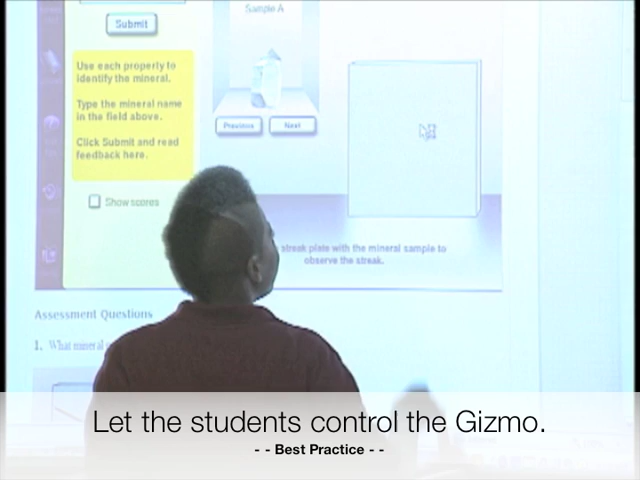 Submit
Sample A
Use each property to
identify the mineral.
Type the mineral name
in the field above.
Click Submit and read
feedback here.
Previous
Next
Show scores
streak plate with the mineral sample to
observe the streak.
Assessment Questions
1. What mineral
Let the students control the Gizmo.
- - Best Practice - -